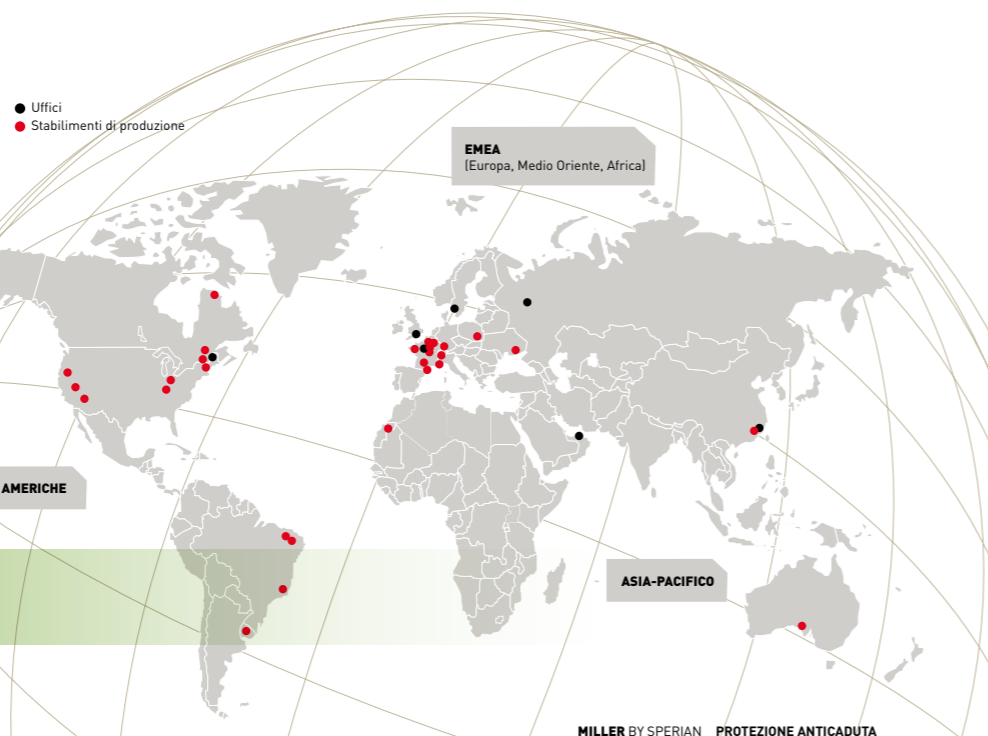 Uffici
Stabilimenti di produzione
EMEA
(Europa, Medio Oriente, Africa)
AMERICHE
ASIA-PACIFICO
MILLER BY SPERIAN PROTEZIONE ANTICADUTA